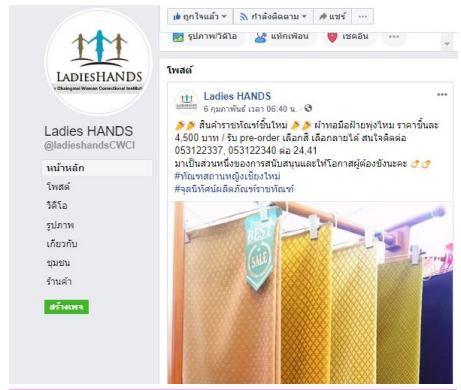 ถูกใจแล้ว
กำลังติดตาม
แชร์
รูปภาพ/วิดีโอ
แท็กเพื่อน
เช็คอิน
LADIESHANDS
Chaingmai Woman Correctional Institut
Ladies HAND
@ladieshandsCWCI
หน้าหลัก
โพสต์
วิดีโอ
รูปภาพ
เกี่ยวกับ
ชุมชน
ร้านค้า
สร้างเพจ
โพสต์
Ladies HANDS
6 กุมภาพันธ์ เวลา 06:40 น. ·
สินค้าราชทัณฑ์ชิ้นใหม่ ผ้าทอมือฝ้ายพุ่งไหม ราคาชิ้นละ
4,500 บาท / รับ pre-order เลือกสี เลือกลายได้ สนใจติดต่อ
053122337, 053122340 ต่อ 24,41
มาเป็นส่วนหนึ่งของการสนับสนุนและให้โอกาสผู้ต้องขังนะคะ
#ทัณฑสถานหญิงเชียงใหม่
#จุลนิทัศน์ผลิตภัณฑ์ราชทัณฑ์
BEST
SALE